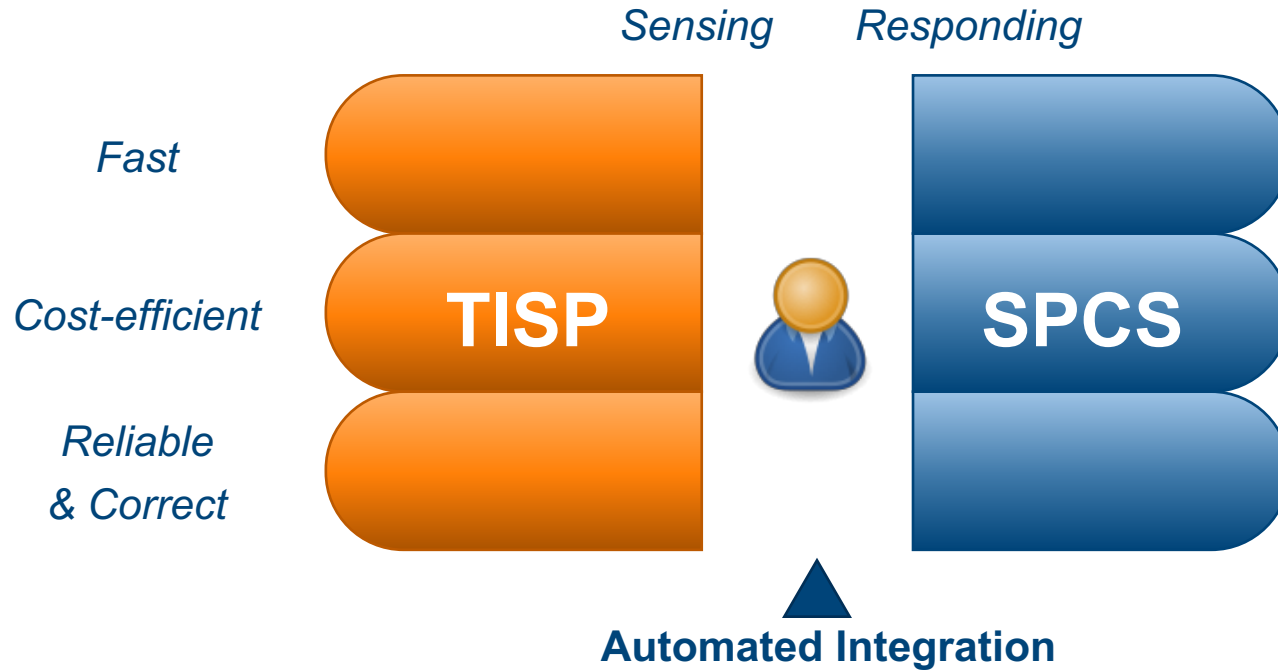 Sensing Responding
Fast
Cost-efficient TISP SPCS
Reliable
& Correct
Automated Integration